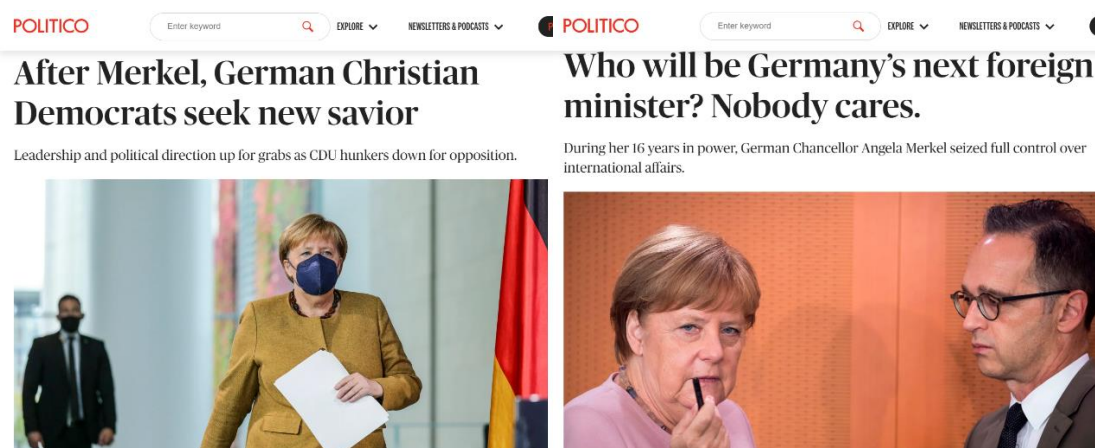 POLITICO
Enter keyword
EXPLORE
NEWSLETTERS & PODCASTS
After Merkel, German Christian
Democrats seek new savior
Leadership and political direction up for grabs as CDU hunkers down for opposition.
POLITICO
Enter keyword
EXPLORE
NEWSLETTERS & PODCASTS
Who will be Germany's next foreign
minister? Nobody cares.
During her 16 years in power, German Chancellor Angela Merkel seized full control over
international affairs.